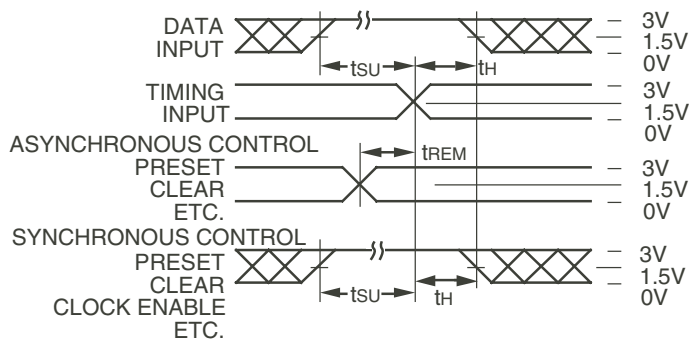 DATA
INPUT
3V
1.5V
0V
tSU
tH
TIMING
INPUT
3V
1.5V
0V
ASYNCHRONOUS CONTROL
PRESET
CLEAR
ETC.
tREM
3V
1.5V
0V
SYNCHRONOUS CONTROL
PRESET
CLEAR
CLOCK ENABLE
ETC.
tSU
tH
3V
1.5V
0V